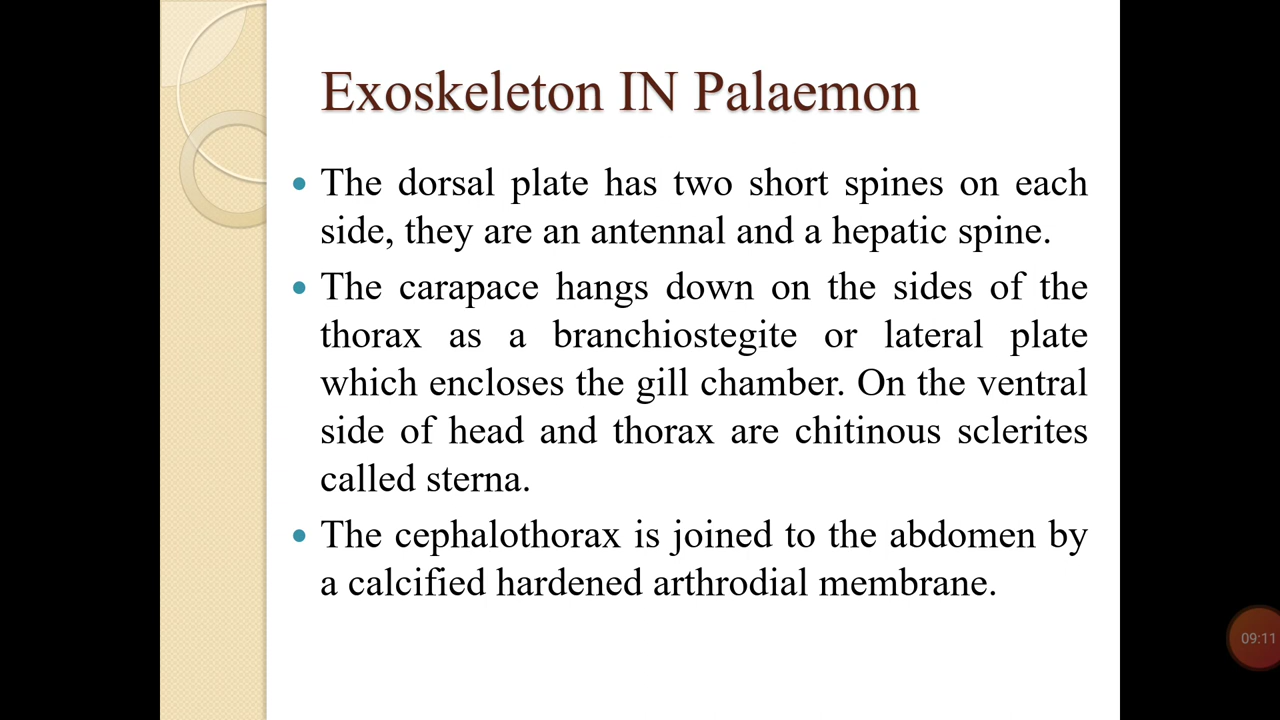 Exoskeleton IN Palaemon
• The dorsal plate has two short spines on each
side, they are an antennal and a hepatic spine.
• The carapace hangs down on the sides of the
thorax as a branchiostegite or lateral plate
which encloses the gill chamber. On the ventral
side of head and thorax are chitinous sclerites
called sterna.
• The cephalothorax is joined to the abdomen by
a calcified hardened arthrodial membrane.
09:11